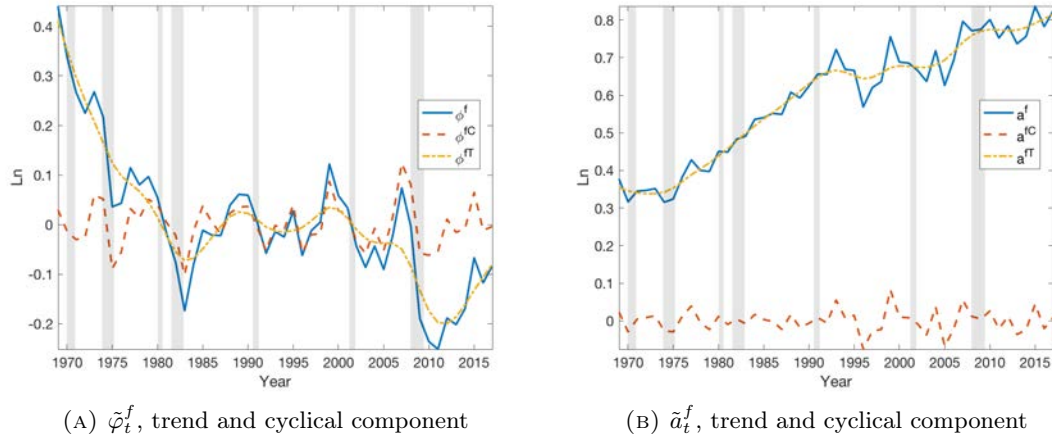 0.4
0.3
0.2
0.1
0
-0.1
-0.2
Ln
ϕ^f
ϕ^fC
ϕ^fT
1970 1975 1980 1985 1990 1995 2000 2005 2010 2015
Year
(A) φ̃_t^f, trend and cyclical component
0.8
0.7
0.6
0.5
0.4
0.3
0.2
0.1
0
Ln
a^f
a^fC
a^fT
1970 1975 1980 1985 1990 1995 2000 2005 2010 2015
Year
(B) ã_t^f, trend and cyclical component